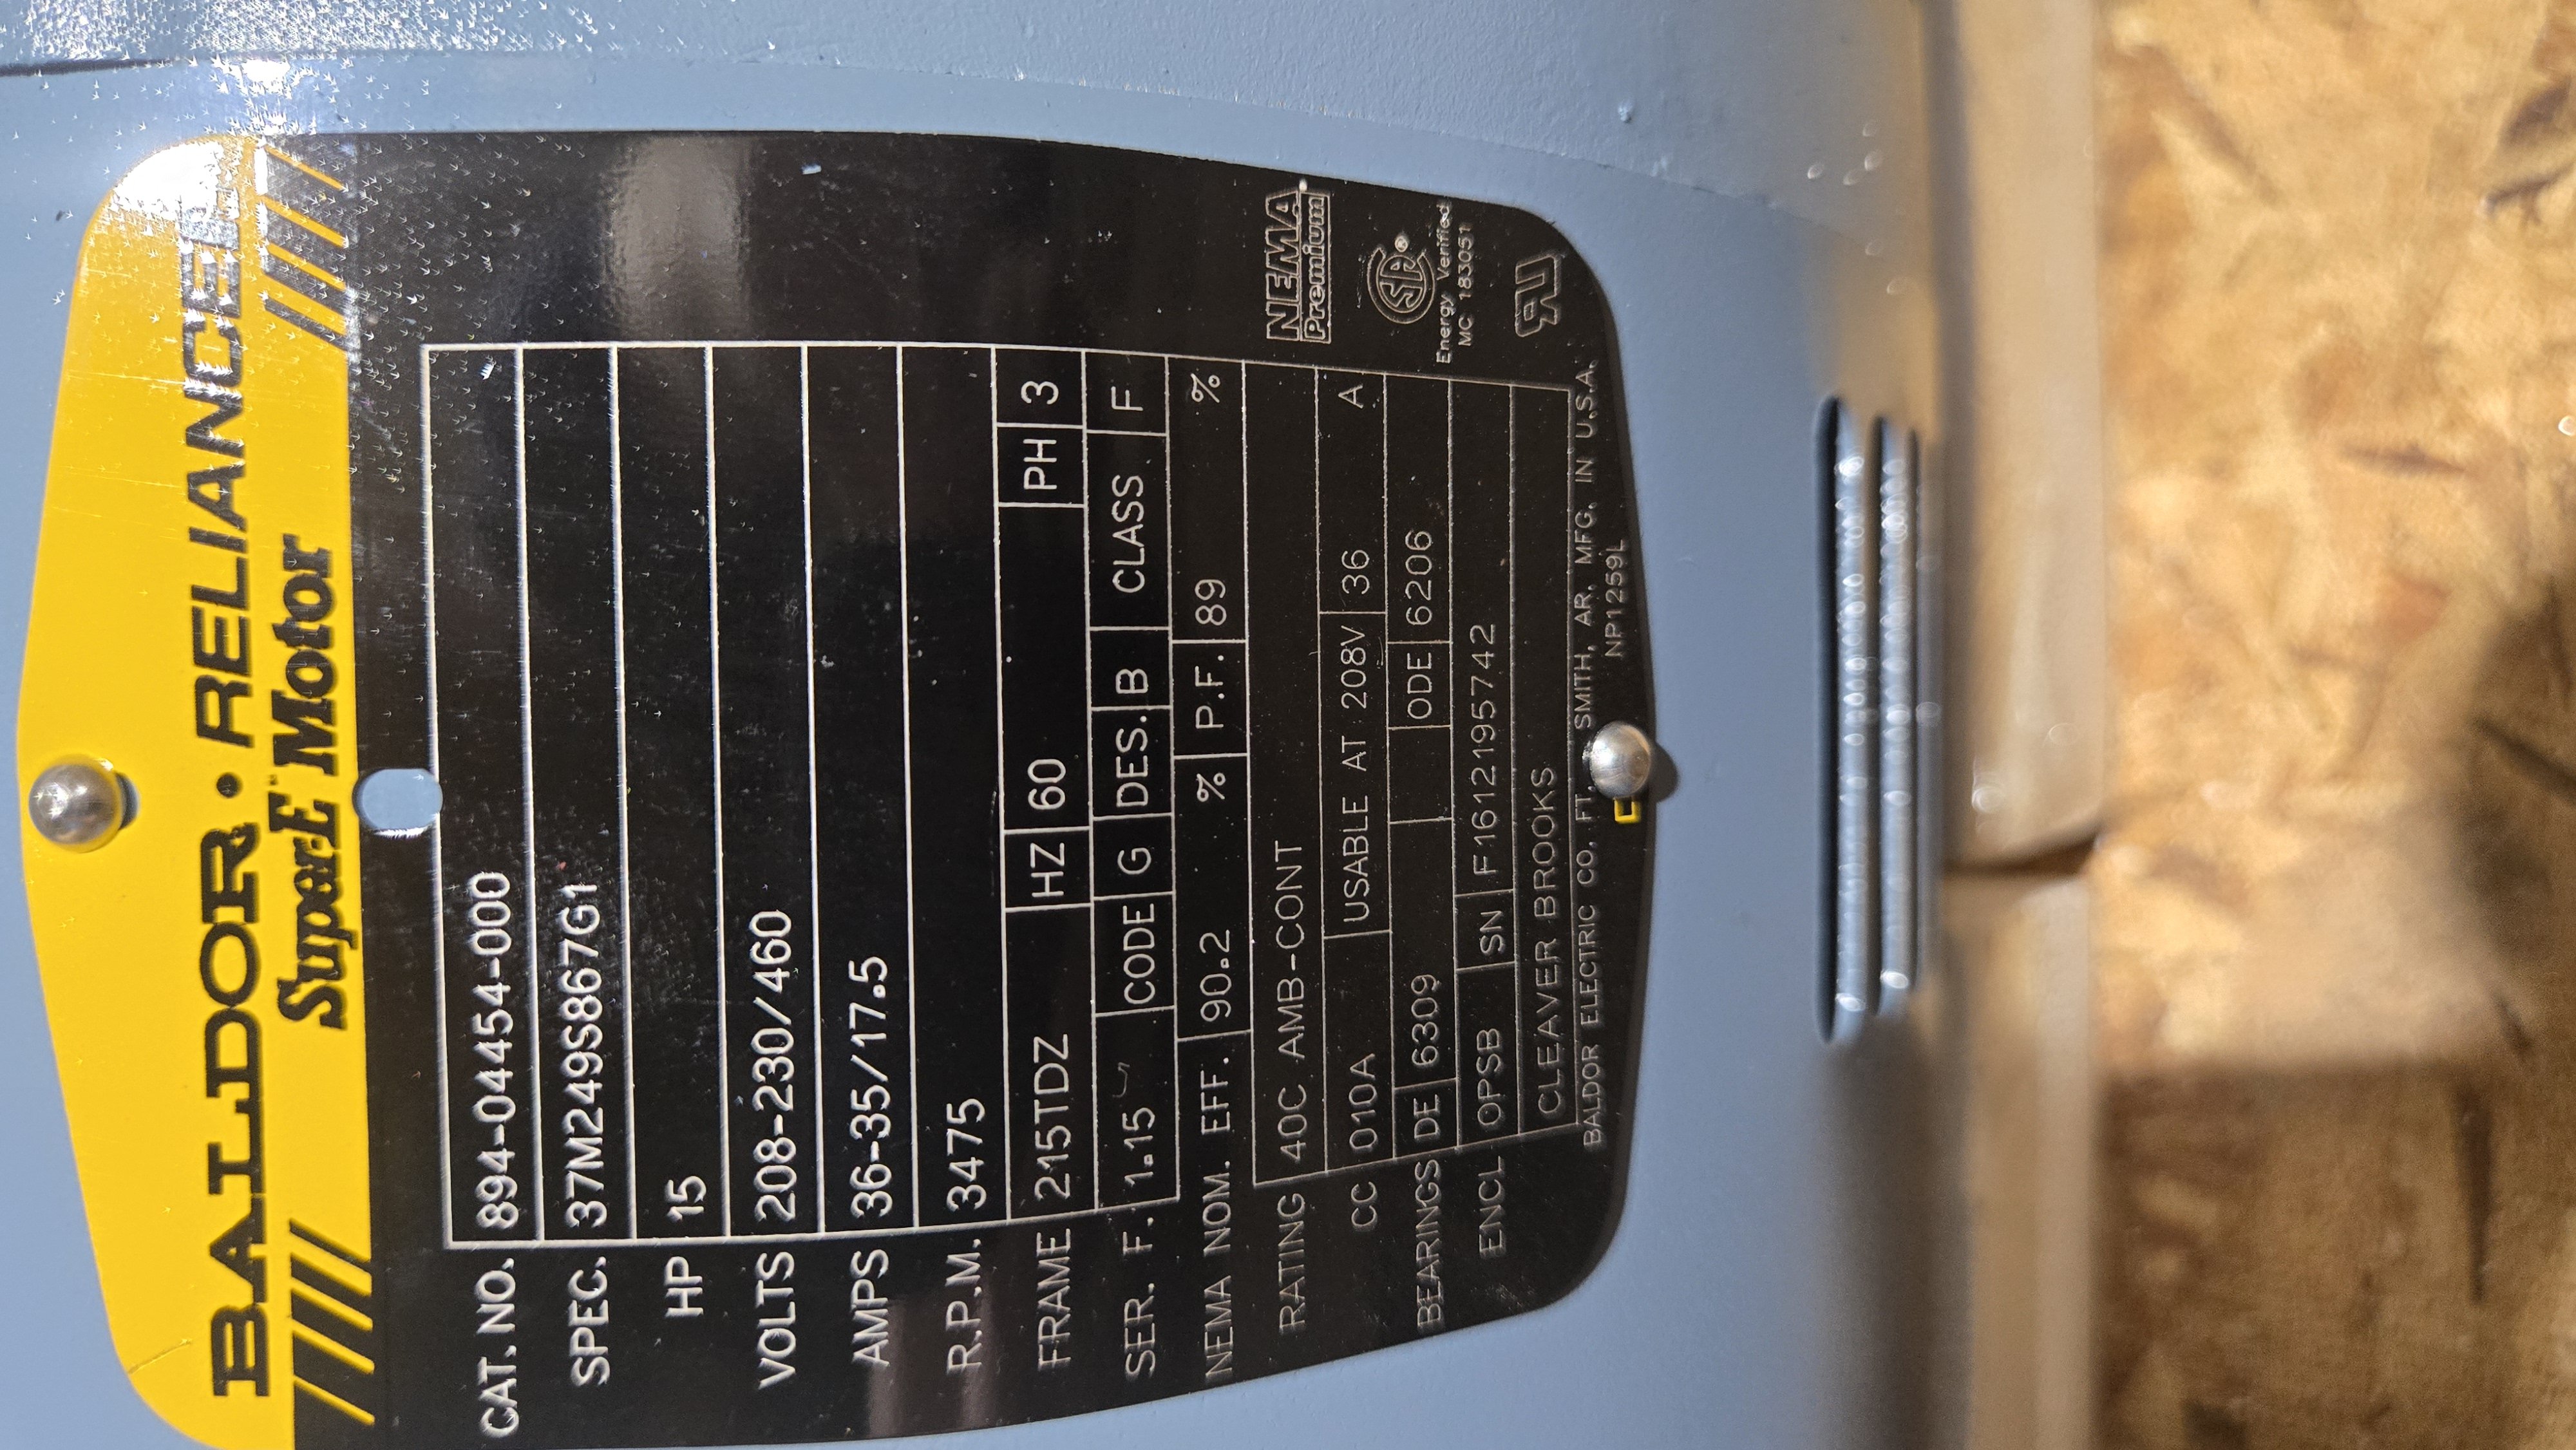 BALDOR • RELIANCE
Super-E Motor
CAT. NO. 894-04454-000
SPEC. 37M249S867G1
HP 15
VOLTS 208-230/460
AMPS 36-35/17.5
R.P.M. 3475
FRAME 215TDZ HZ 60 PH 3
SER. F. 1.15 CODE G DES. B CLASS F
NEMA NOM. EFF. 90.2 % P.F. 89 %
RATING 40C AMB-CONT
CC 010A USABLE AT 208V 36 A
BEARINGS DE 6309 ODE 6206
ENCL OPSB SN F1612195742
CLEAVER BROOKS
BALDOR ELECTRIC CO. FT. SMITH, AR. MFG. IN U.S.A.
NP1259L
NEMA
Premium
SA®
Energy Verified
MC 183051
RU